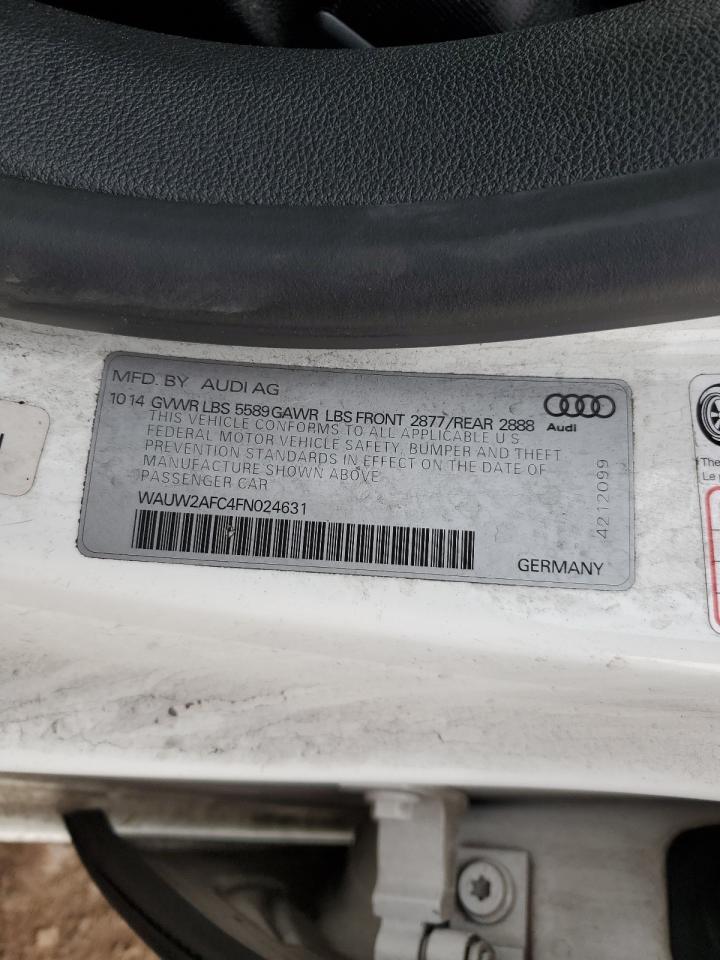 MFD. BY AUDI AG
10 14 GVWR LBS 5589 GAWR LBS FRONT 2877/REAR 2888
THIS VEHICLE CONFORMS TO ALL APPLICABLE U.S.
FEDERAL MOTOR VEHICLE SAFETY, BUMPER AND THEFT
PREVENTION STANDARDS IN EFFECT ON THE DATE OF
MANUFACTURE SHOWN ABOVE
PASSENGER CAR
WAUW2AFC4FN024631
GERMANY
Audi
4212099
The
Le